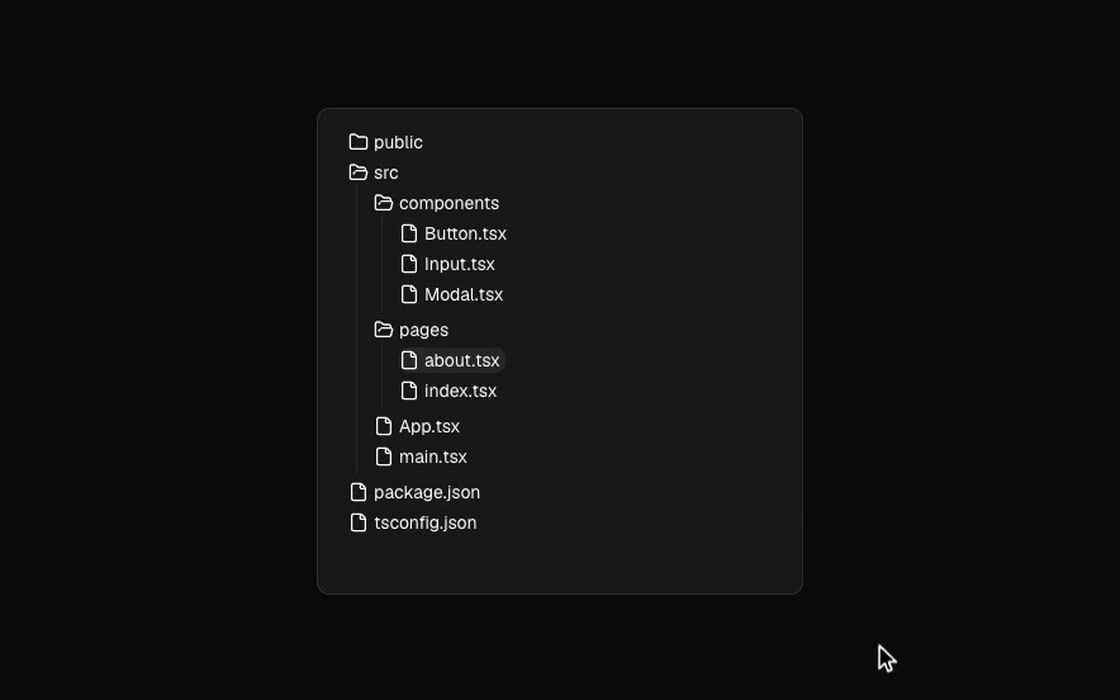 public
src
components
Button.tsx
Input.tsx
Modal.tsx
pages
about.tsx
index.tsx
App.tsx
main.tsx
package.json
tsconfig.json